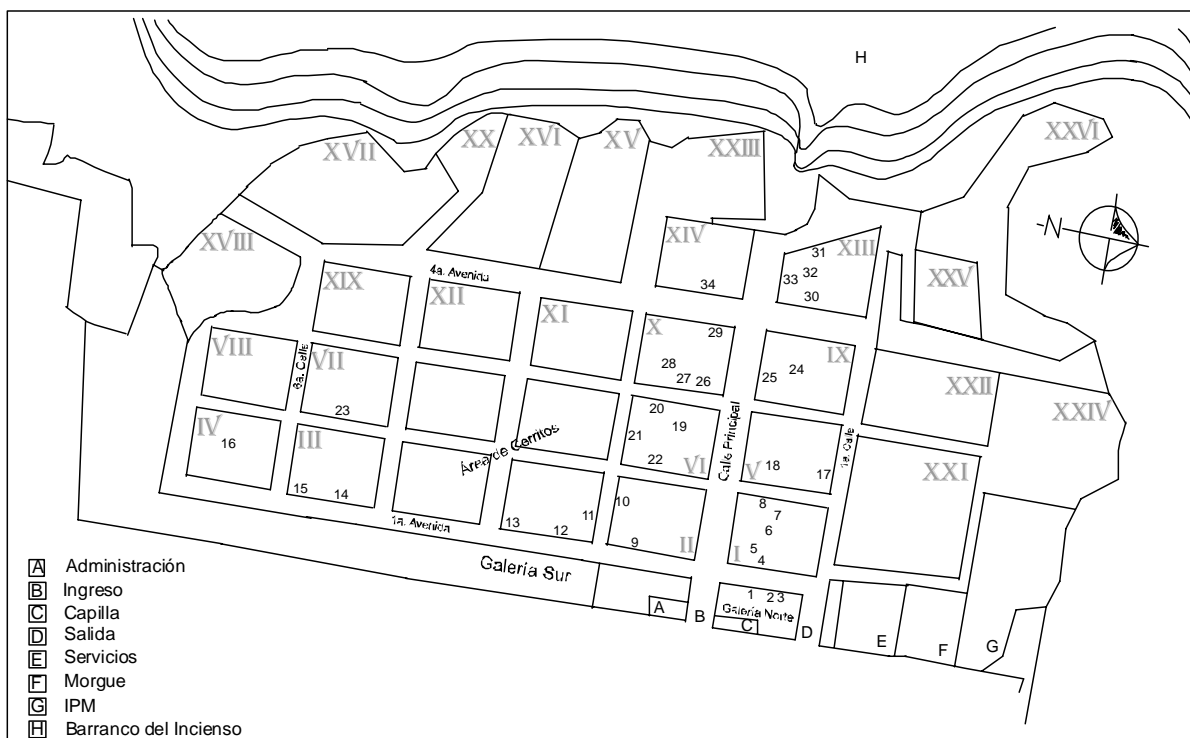 H
XX
XVI
XV
XXVI
XVII
XXIII
-N
XVIII
XIV
XIII
31
32
33
30
34
4a. Avenida
XIX
XII
XI
XXV
X
29
28
27
26
IX
24
25
VIII
6a. Calle
VII
23
XXII
XXIV
IV
16
III
15
14
20
19
21
22
VI
Calle Principal
V
18
17
1a. Calle
XXI
Área de Cerritos
1a. Avenida
13
12
11
10
9
II
8
7
6
5
4
I
Galería Sur
1
2
3
Galería Norte
A
B
C
D
E
F
G
A Administración
B Ingreso
C Capilla
D Salida
E Servicios
F Morgue
G IPM
H Barranco del Incienso